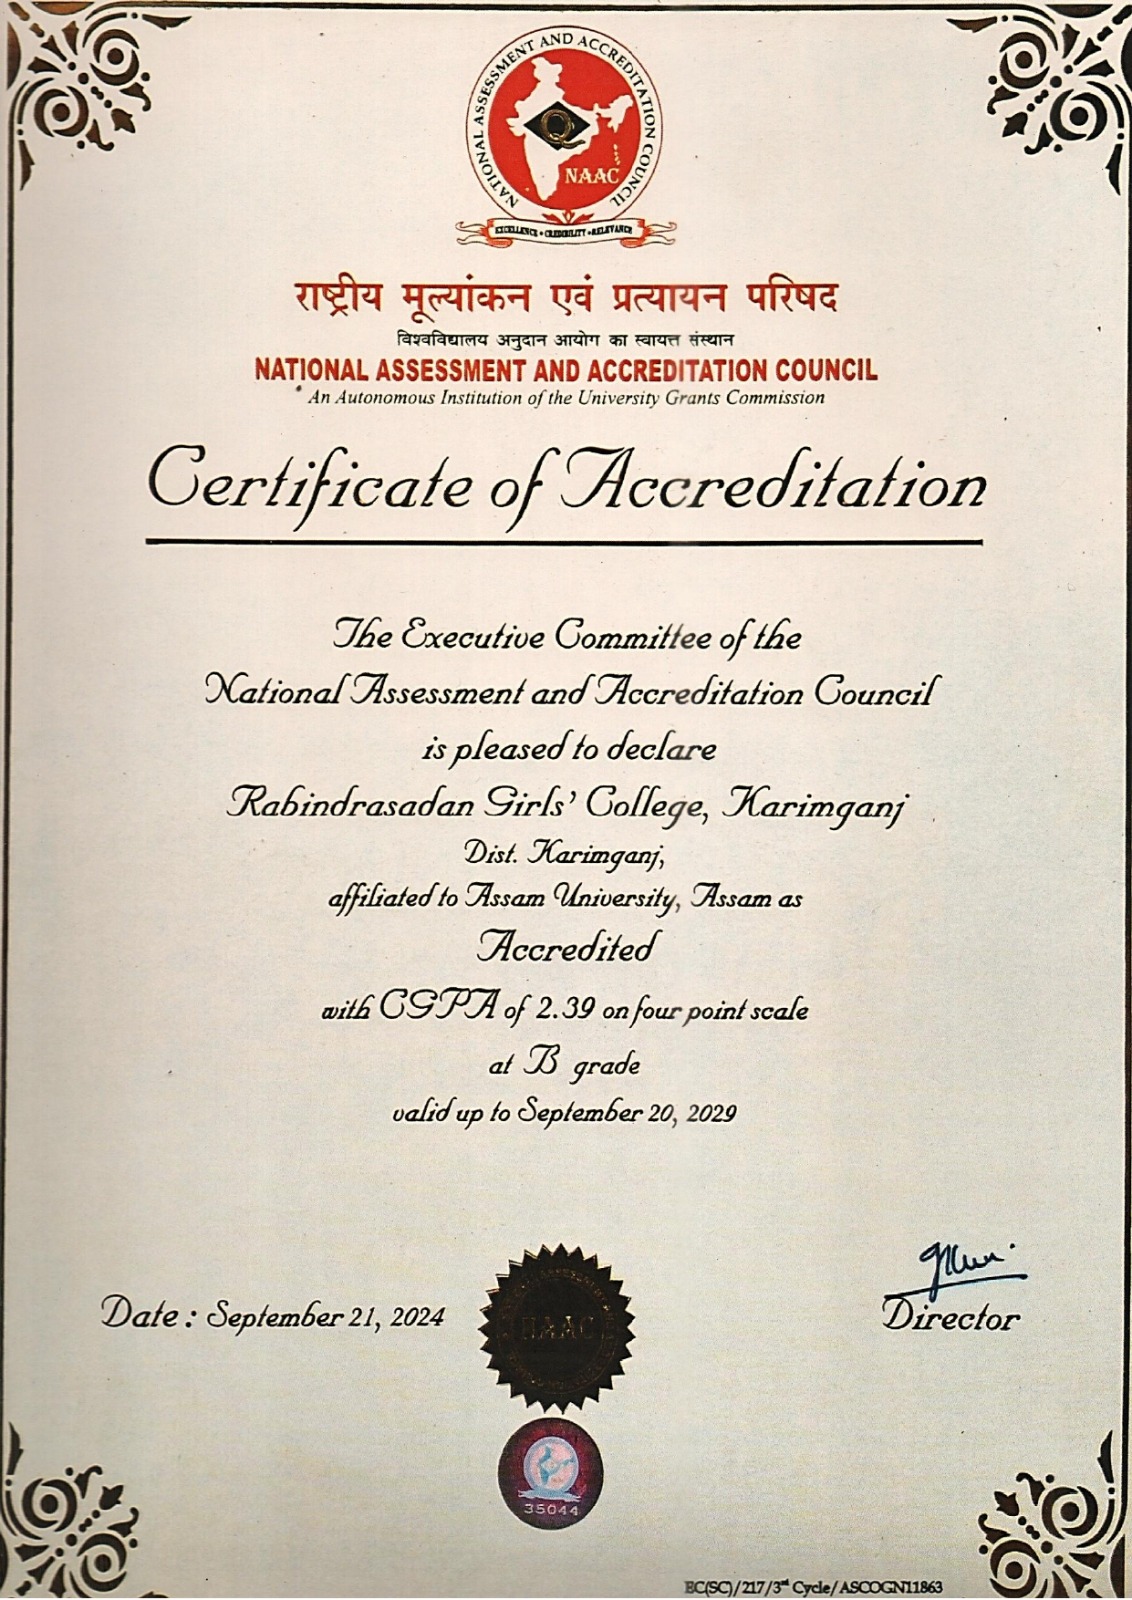 NATIONAL ASSESSMENT AND ACCREDITATION COUNCIL
Q
NAAC
EXCELLENCE • CREDIBILITY • RELEVANCE
राष्ट्रीय मूल्यांकन एवं प्रत्यायन परिषद
विश्वविद्यालय अनुदान आयोग का स्वायत्त संस्थान
NATIONAL ASSESSMENT AND ACCREDITATION COUNCIL
An Autonomous Institution of the University Grants Commission
Certificate of Accreditation
The Executive Committee of the
National Assessment and Accreditation Council
is pleased to declare
Rabindrasadan Girls' College, Karimganj
Dist. Karimganj,
affiliated to Assam University, Assam as
Accredited
with CGPA of 2.39 on four point scale
at B grade
valid up to September 20, 2029
Date : September 21, 2024
NAAC
Director
35044
EC(SC)/217/3rd Cycle/ASCOGN11863